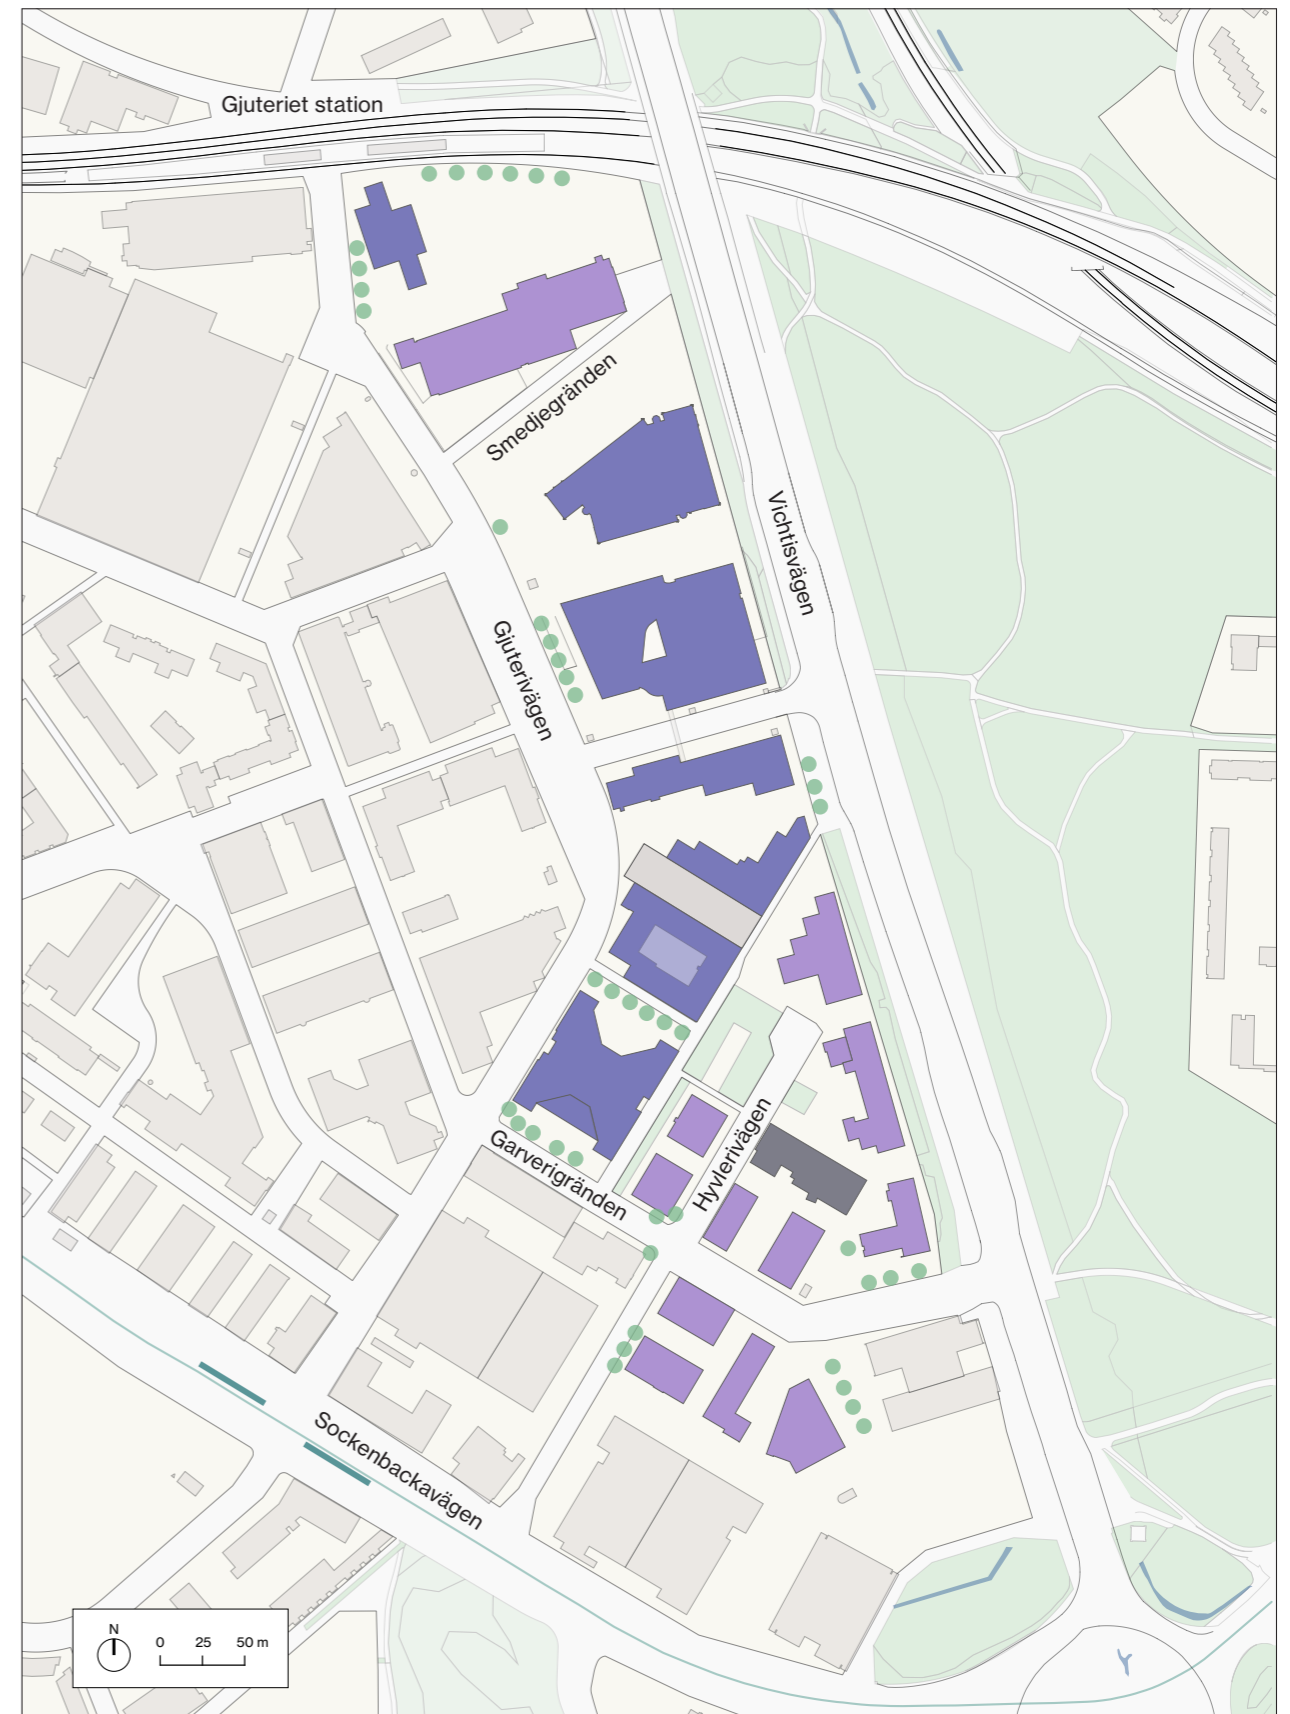 Gjuteriet station
Smedjegränden
Vichtisvägen
Gjuterivägen
Hyvlerivägen
Garverigränden
Sockenbackavägen
N
0 25 50 m